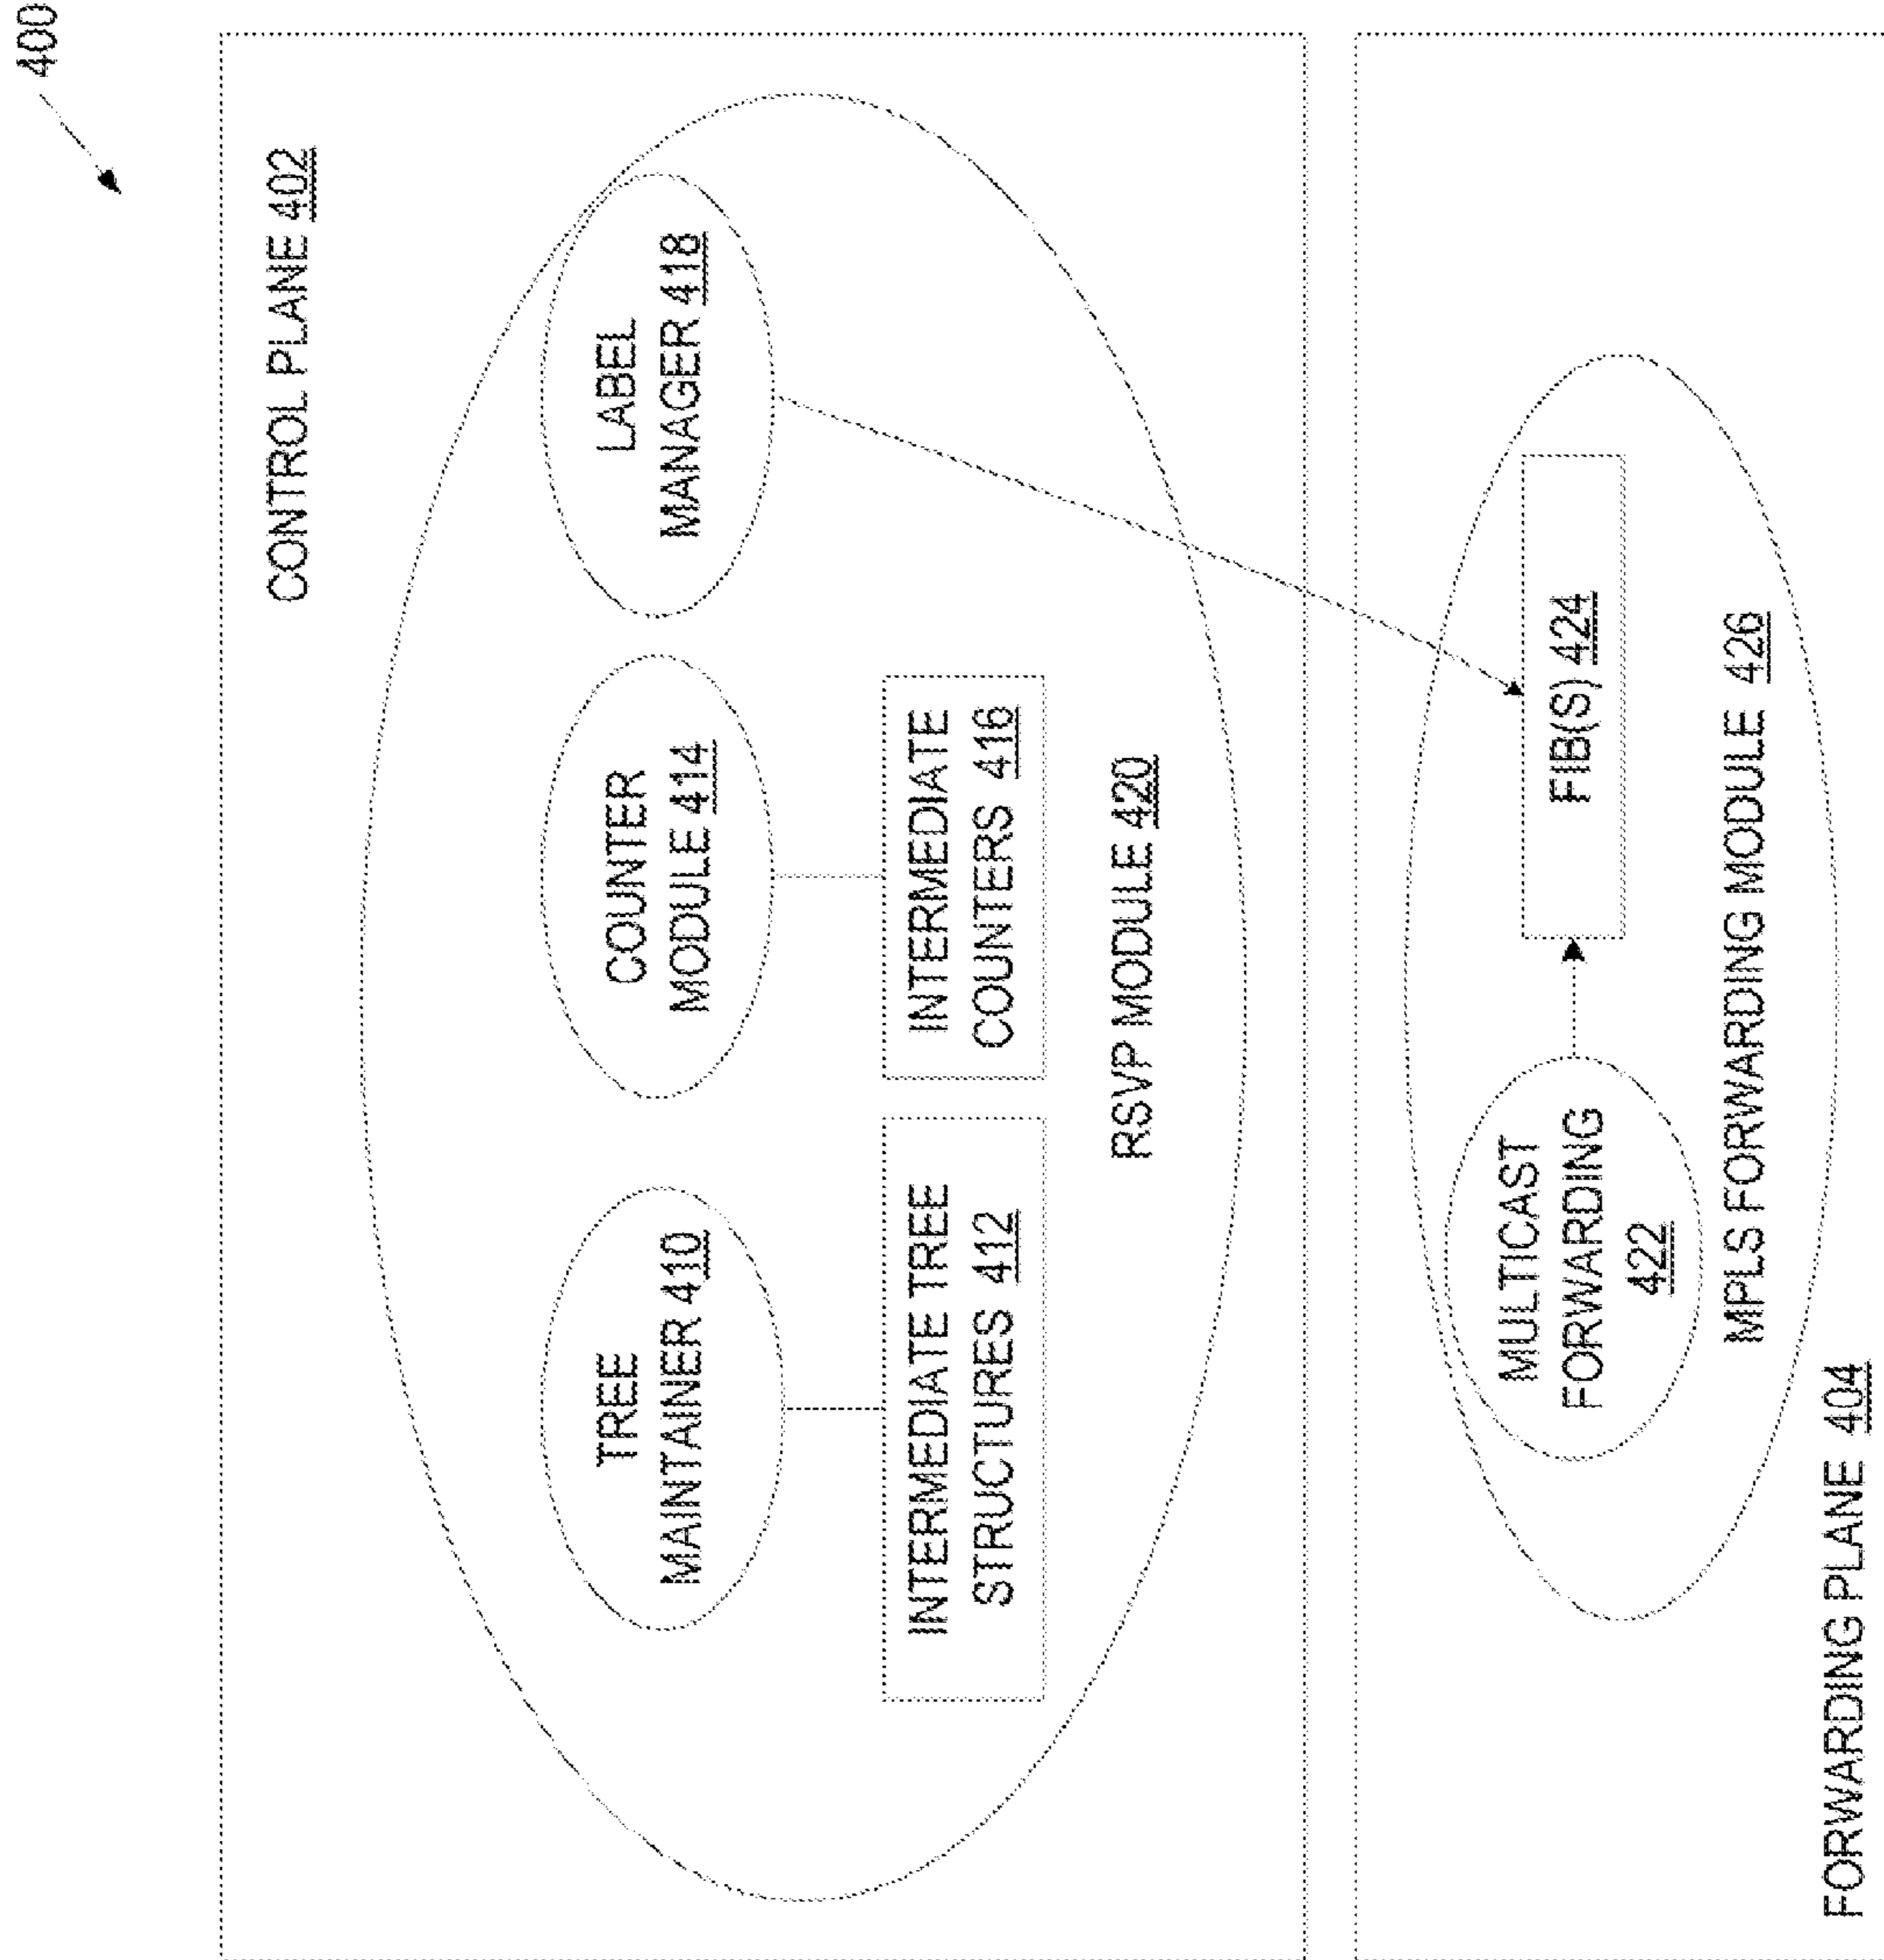 400
CONTROL PLANE 402
TREE
MAINTAINER 410
COUNTER
MODULE 414
LABEL
MANAGER 418
INTERMEDIATE TREE
STRUCTURES 412
INTERMEDIATE
COUNTERS 416
RSVP MODULE 420
MULTICAST
FORWARDING
422
FIB(S) 424
MPLS FORWARDING MODULE 426
FORWARDING PLANE 404